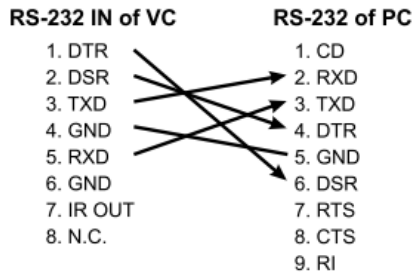 RS-232 IN of VC
1. DTR
2. DSR
3. TXD
4. GND
5. RXD
6. GND
7. IR OUT
8. N.C.
RS-232 of PC
1. CD
2. RXD
3. TXD
4. DTR
5. GND
6. DSR
7. RTS
8. CTS
9. RI